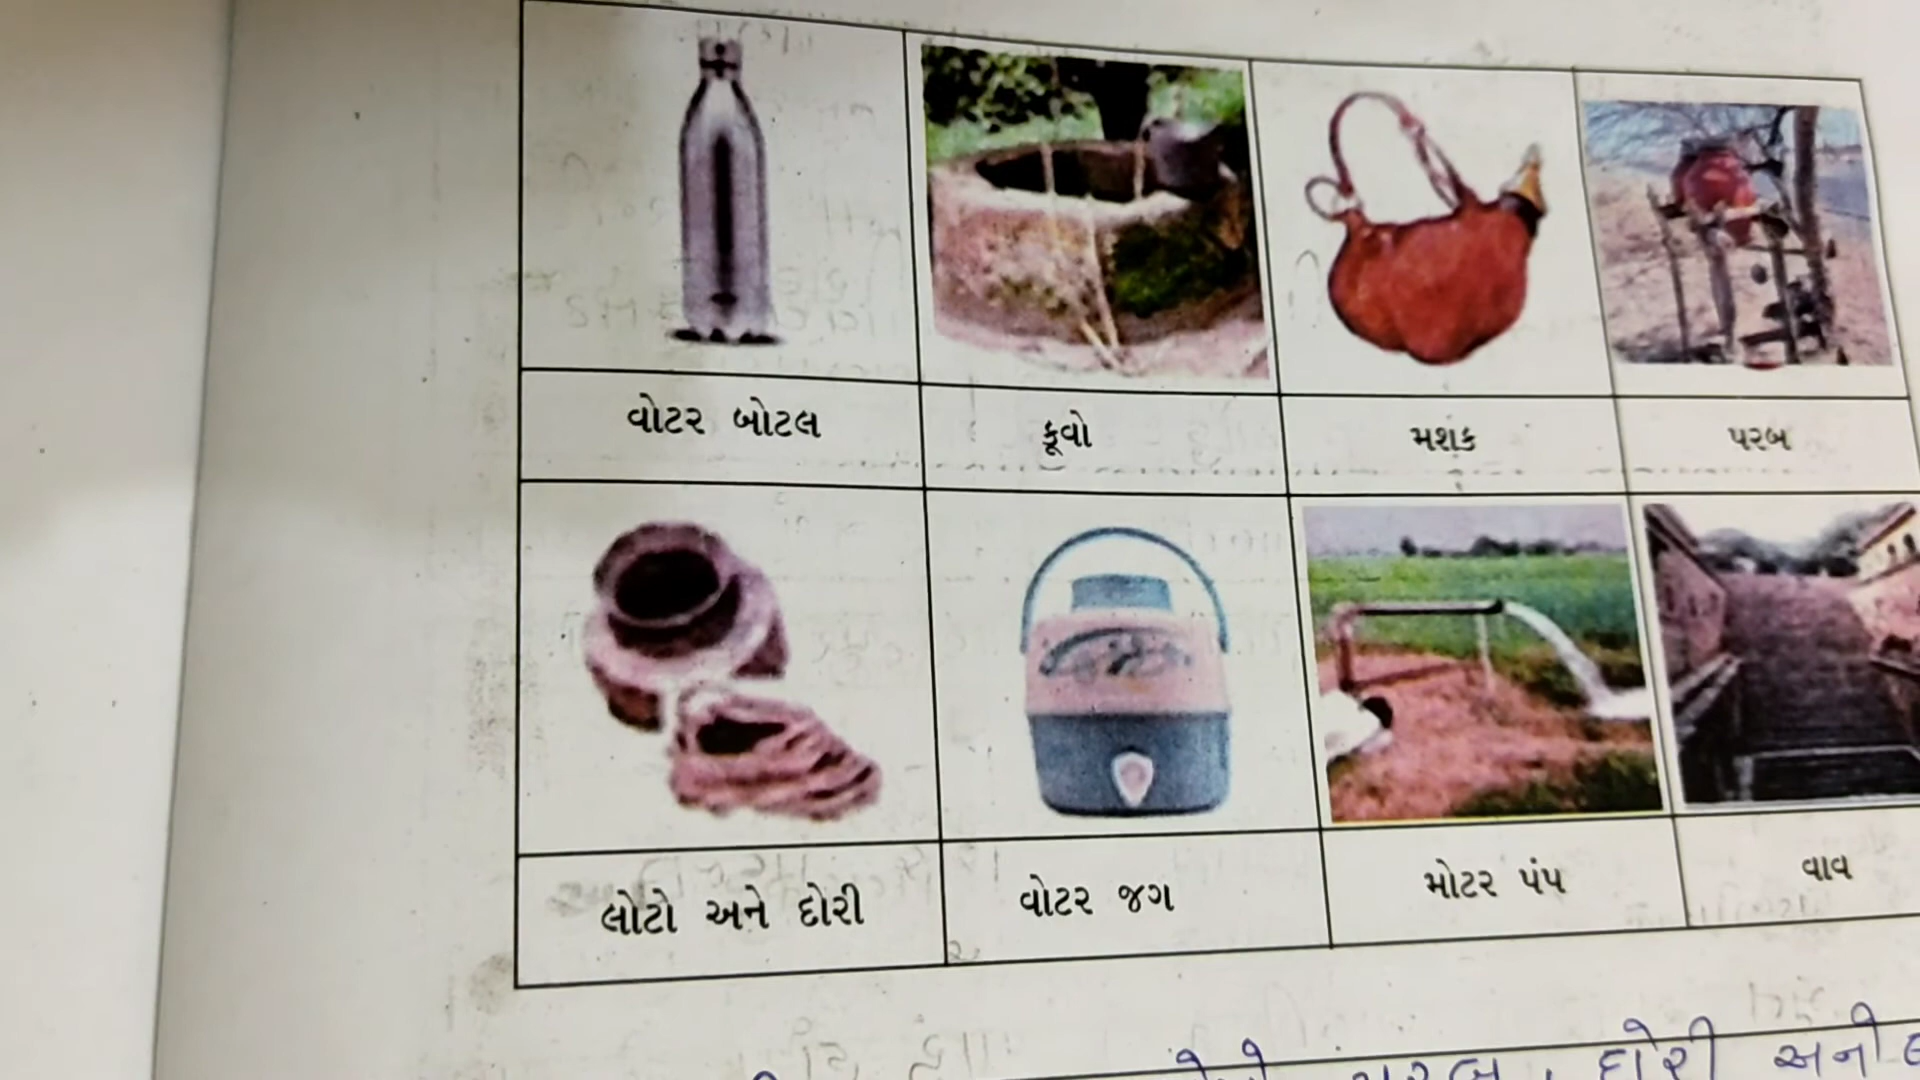 વોટર બોટલ
કૂવો
મશક
પરબ
લોટો અને દોરી
વોટર જગ
મોટર પંપ
વાવ
દોરી અની